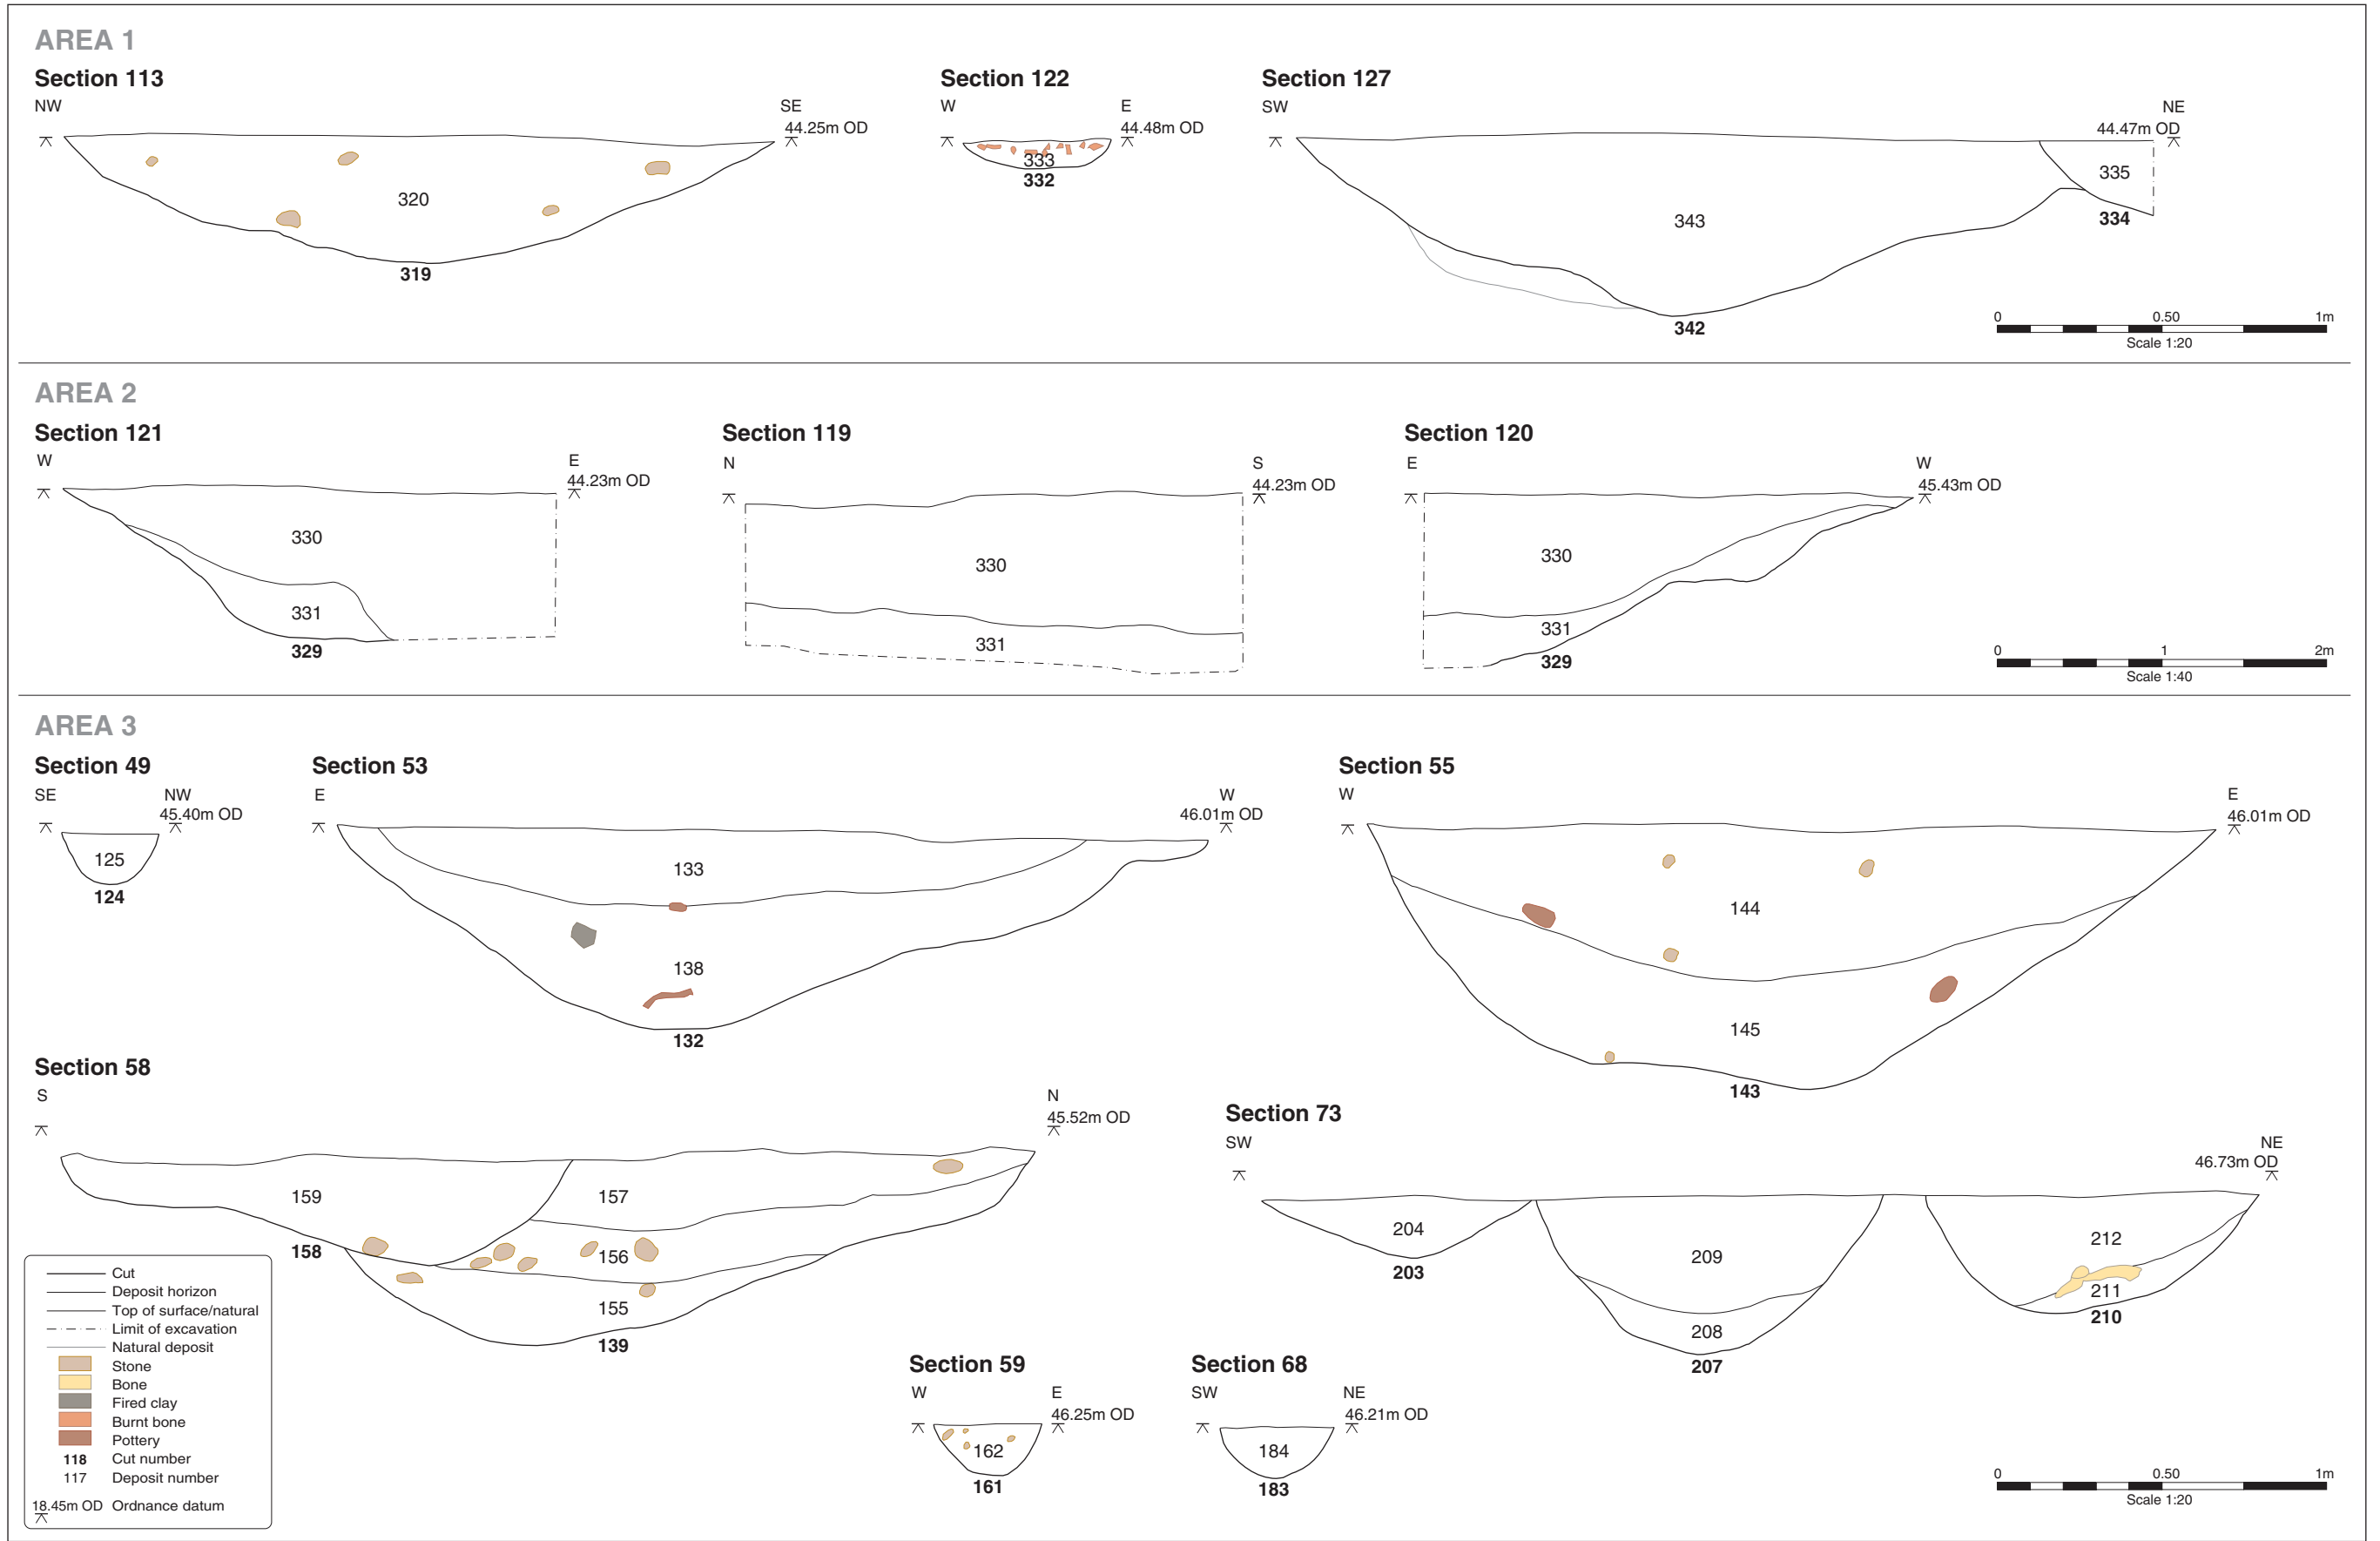 AREA 1
Section 113
NW
SE
44.25m OD
320
319
Section 122
W
E
44.48m OD
333
332
Section 127
SW
NE
44.47m OD
335
343
334
342
0 0.50 1m
Scale 1:20
AREA 2
Section 121
W
E
44.23m OD
330
331
329
Section 119
N
S
44.23m OD
330
331
Section 120
E
W
45.43m OD
330
331
329
0 1 2m
Scale 1:40
AREA 3
Section 49
SE
NW
45.40m OD
125
124
Section 53
E
W
46.01m OD
133
138
132
Section 55
W
E
46.01m OD
144
145
143
Section 58
S
N
45.52m OD
159
157
158
156
155
139
Section 73
SW
NE
46.73m OD
204
203
209
208
207
212
211
210
Section 59
W
E
46.25m OD
162
161
Section 68
SW
NE
46.21m OD
184
183
Cut
Deposit horizon
Top of surface/natural
Limit of excavation
Natural deposit
Stone
Bone
Fired clay
Burnt bone
Pottery
118 Cut number
117 Deposit number
18.45m OD Ordnance datum
0 0.50 1m
Scale 1:20